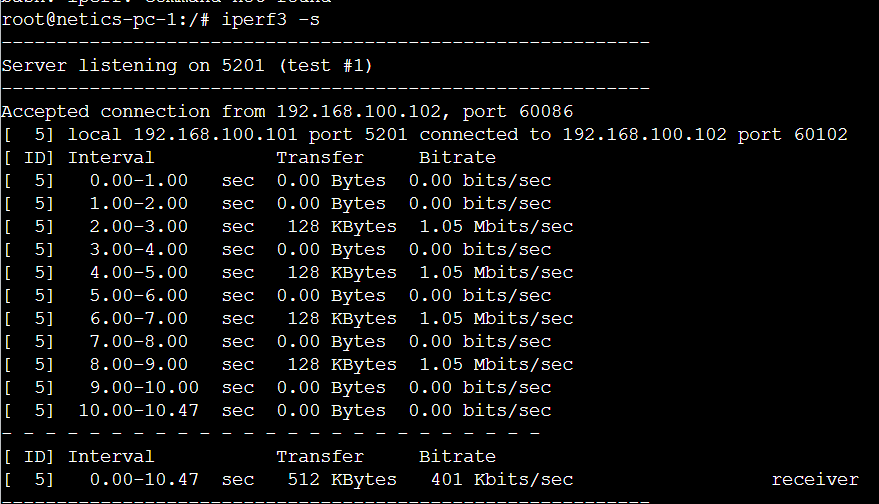 bash: iperf: command not found
root@netics-pc-1:/# iperf3 -s
-----------------------------------------------------------
Server listening on 5201 (test #1)
-----------------------------------------------------------
Accepted connection from 192.168.100.102, port 60086
[  5] local 192.168.100.101 port 5201 connected to 192.168.100.102 port 60102
[ ID] Interval           Transfer     Bitrate
[  5]   0.00-1.00   sec  0.00 Bytes  0.00 bits/sec
[  5]   1.00-2.00   sec  0.00 Bytes  0.00 bits/sec
[  5]   2.00-3.00   sec   128 KBytes  1.05 Mbits/sec
[  5]   3.00-4.00   sec  0.00 Bytes  0.00 bits/sec
[  5]   4.00-5.00   sec   128 KBytes  1.05 Mbits/sec
[  5]   5.00-6.00   sec  0.00 Bytes  0.00 bits/sec
[  5]   6.00-7.00   sec   128 KBytes  1.05 Mbits/sec
[  5]   7.00-8.00   sec  0.00 Bytes  0.00 bits/sec
[  5]   8.00-9.00   sec   128 KBytes  1.05 Mbits/sec
[  5]   9.00-10.00  sec  0.00 Bytes  0.00 bits/sec
[  5]  10.00-10.47  sec  0.00 Bytes  0.00 bits/sec
- - - - - - - - - - - - - - - - - - - - - - - - -
[ ID] Interval           Transfer     Bitrate
[  5]   0.00-10.47  sec   512 KBytes   401 Kbits/sec                  receiver
-----------------------------------------------------------